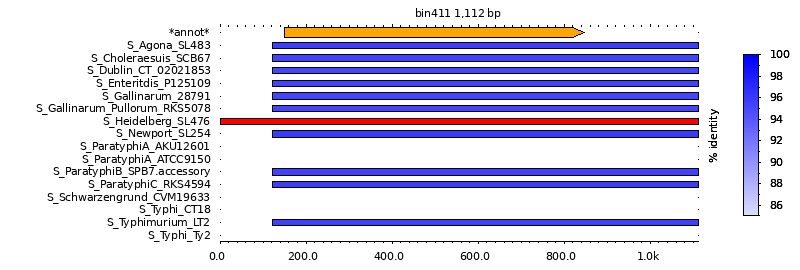 bin411 1,112 bp
*annot*
S_Agona_SL483
S_Choleraesuis_SCB67
S_Dublin_CT_02021853
S_Enteritdis_P125109
S_Gallinarum_28791
S_Gallinarum_Pullorum_RKS5078
S_Heidelberg_SL476
S_Newport_SL254
S_ParatyphiA_AKU12601
S_ParatyphiA_ATCC9150
S_ParatyphiB_SPB7.accessory
S_ParatyphiC_RKS4594
S_Schwarzengrund_CVM19633
S_Typhi_CT18
S_Typhimurium_LT2
S_Typhi_Ty2
0.0 200.0 400.0 600.0 800.0 1.0k
% identity
100
98
96
94
92
90
88
86